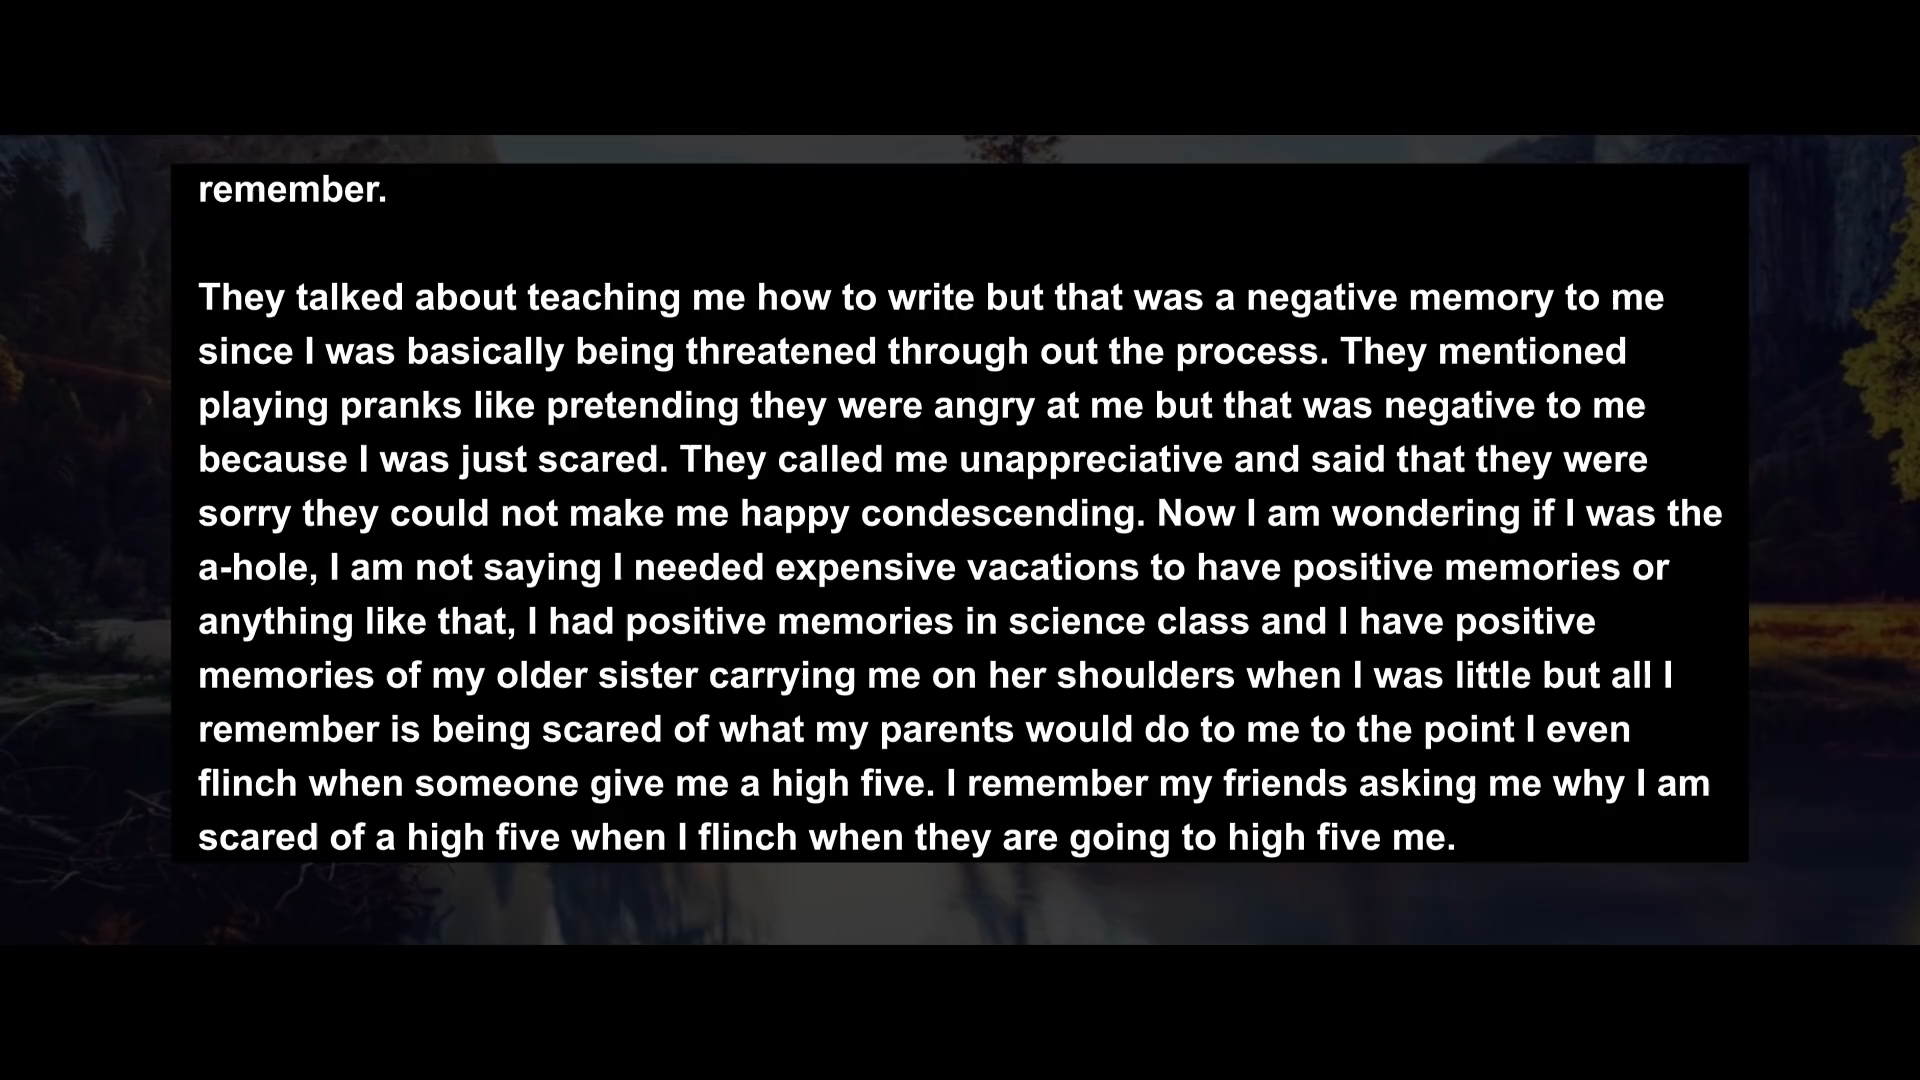 remember.
They talked about teaching me how to write but that was a negative memory to me
since I was basically being threatened through out the process. They mentioned
playing pranks like pretending they were angry at me but that was negative to me
because I was just scared. They called me unappreciative and said that they were
sorry they could not make me happy condescending. Now I am wondering if I was the
a-hole, I am not saying I needed expensive vacations to have positive memories or
anything like that, I had positive memories in science class and I have positive
memories of my older sister carrying me on her shoulders when I was little but all I
remember is being scared of what my parents would do to me to the point I even
flinch when someone give me a high five. I remember my friends asking me why I am
scared of a high five when I flinch when they are going to high five me.